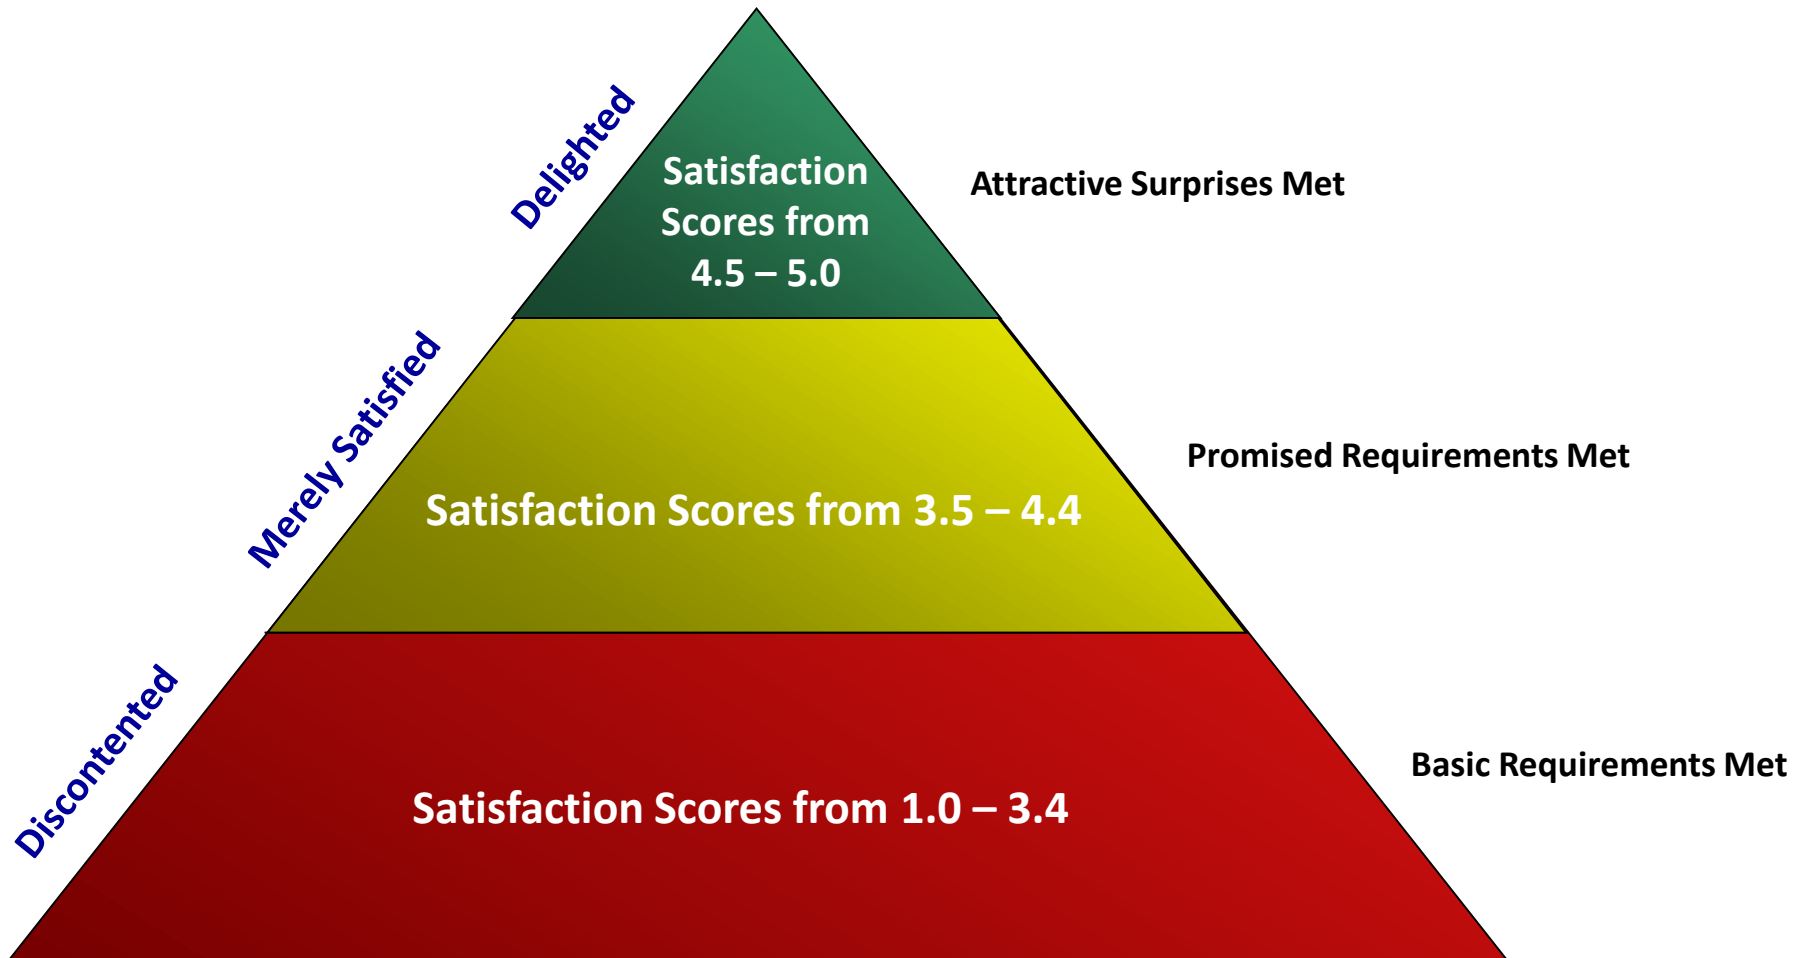 Delighted
Satisfaction
Scores from
4.5 – 5.0
Attractive Surprises Met
Merely Satisfied
Satisfaction Scores from 3.5 – 4.4
Promised Requirements Met
Discontented
Satisfaction Scores from 1.0 – 3.4
Basic Requirements Met